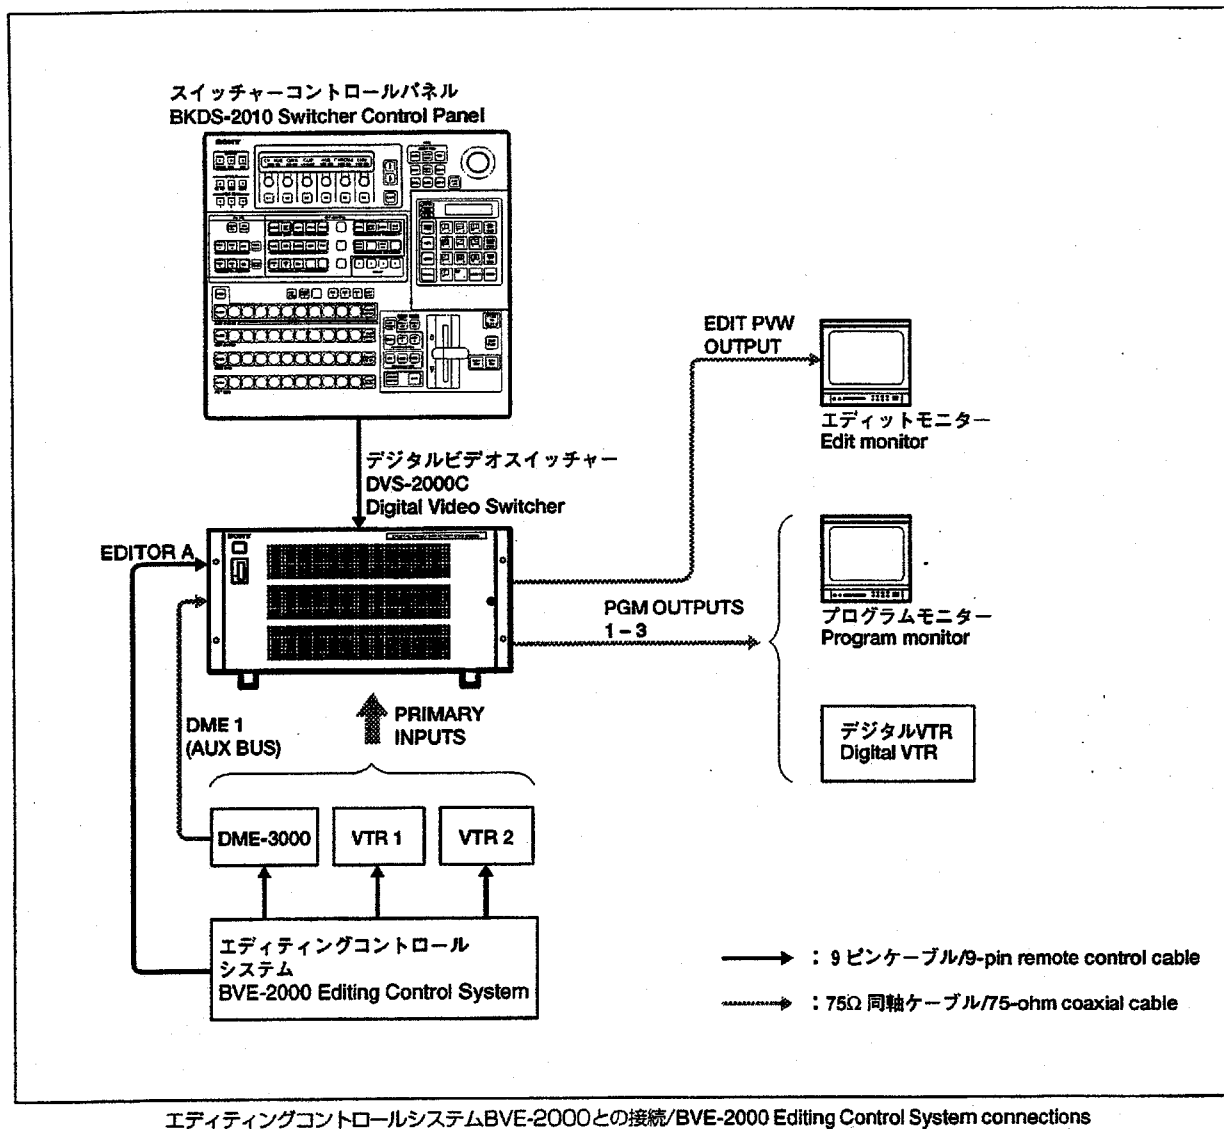 スイッチャーコントロールパネル
BKDS-2010 Switcher Control Panel
SONY
デジタルビデオスイッチャー
DVS-2000C
Digital Video Switcher
SONY
EDITOR A
EDIT PVW
OUTPUT
エディットモニター
Edit monitor
PGM OUTPUTS
1 – 3
プログラムモニター
Program monitor
デジタルVTR
Digital VTR
DME 1
(AUX BUS)
PRIMARY
INPUTS
DME-3000
VTR 1
VTR 2
エディティングコントロール
システム
BVE-2000 Editing Control System
：9 ピンケーブル/9-pin remote control cable
：75Ω 同軸ケーブル/75-ohm coaxial cable
エディティングコントロールシステムBVE-2000との接続/BVE-2000 Editing Control System connections